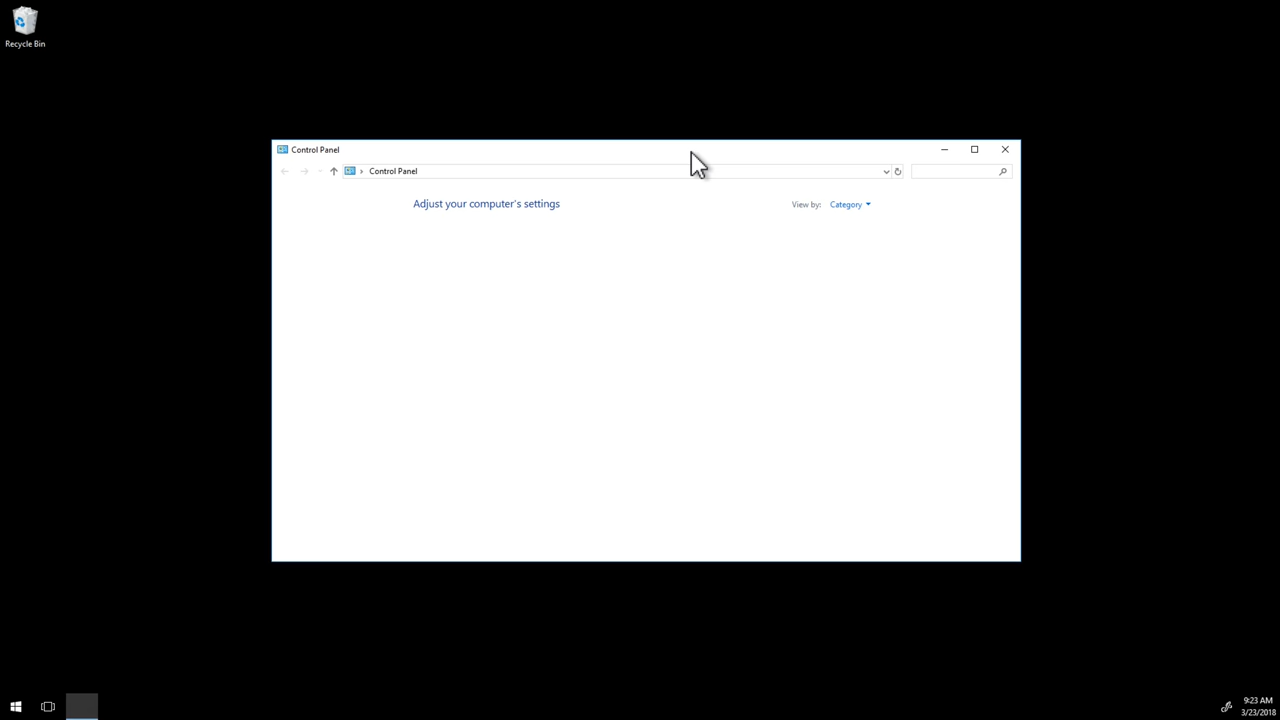 Recycle Bin
Control Panel
Control Panel
Adjust your computer's settings
View by: Category
9:23 AM
3/23/2018